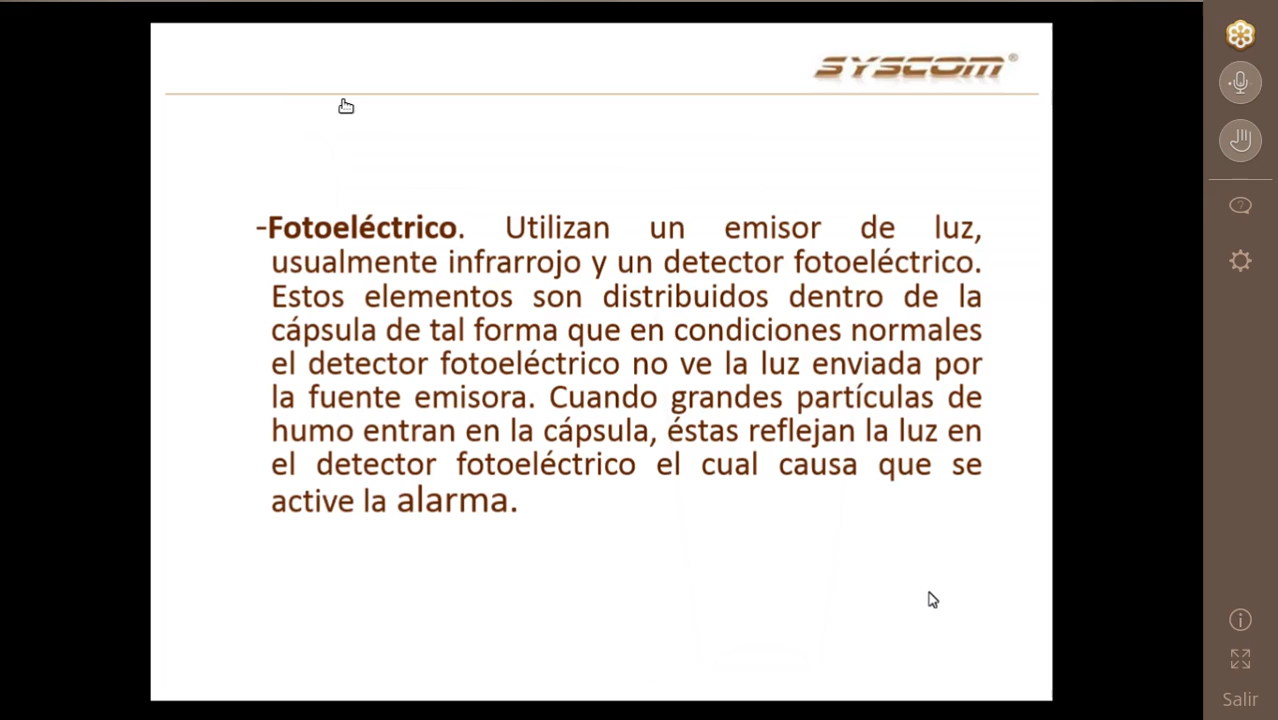 SYSCOM®
-Fotoeléctrico. Utilizan un emisor de luz,
usualmente infrarrojo y un detector fotoeléctrico.
Estos elementos son distribuidos dentro de la
cápsula de tal forma que en condiciones normales
el detector fotoeléctrico no ve la luz enviada por
la fuente emisora. Cuando grandes partículas de
humo entran en la cápsula, éstas reflejan la luz en
el detector fotoeléctrico el cual causa que se
active la alarma.
Salir